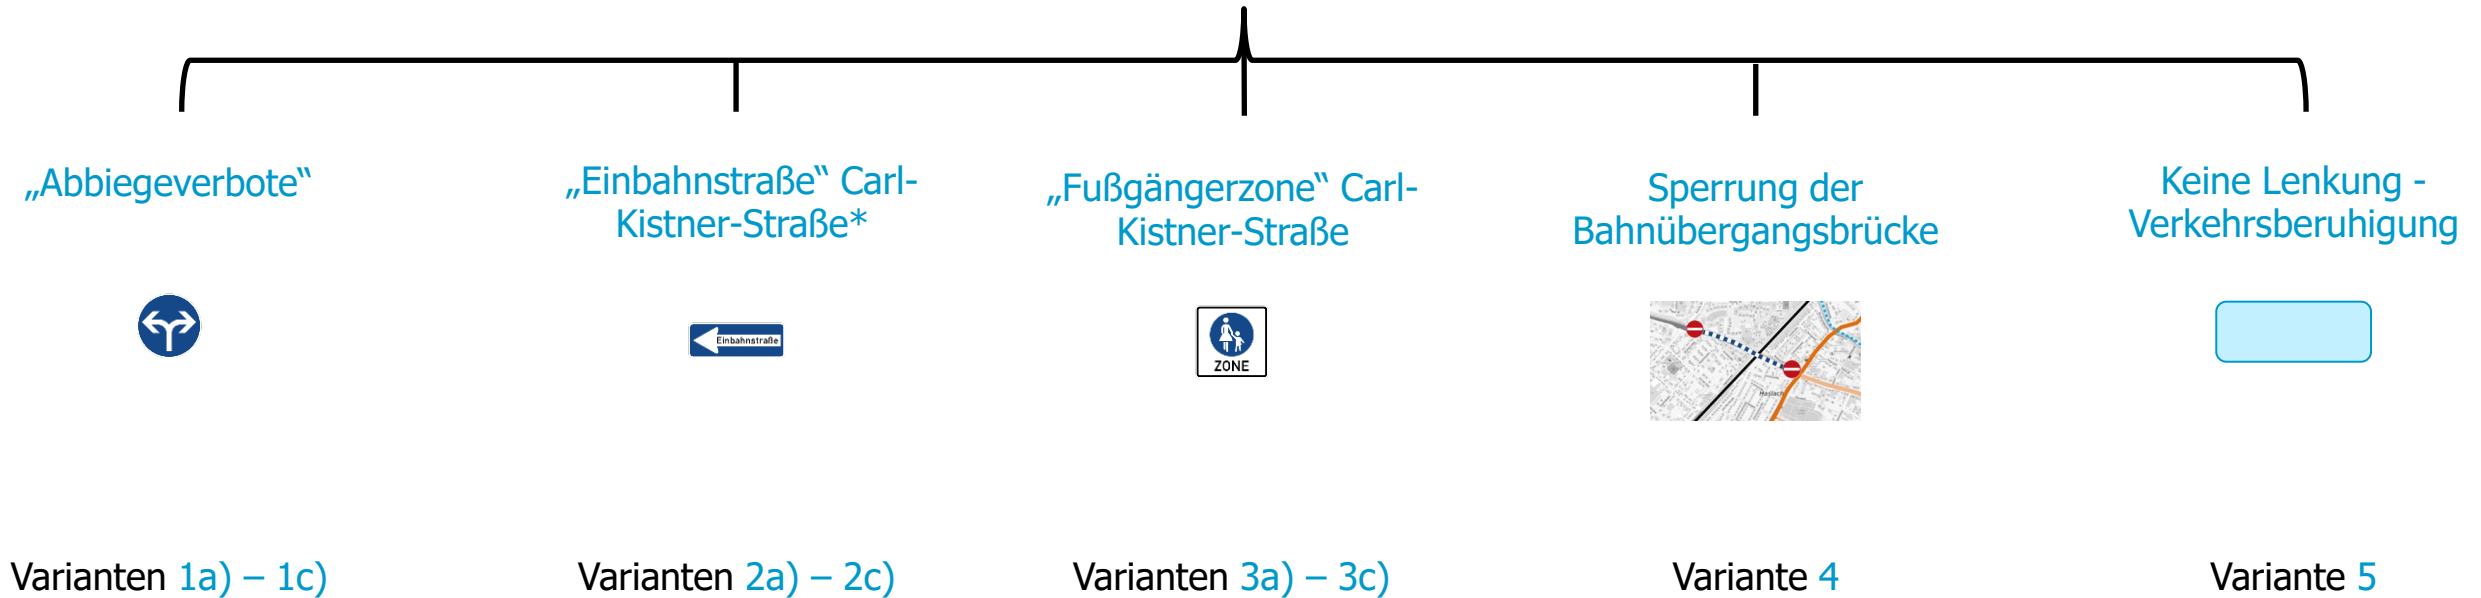 „Abbiegeverbote“
„Einbahnstraße“ Carl-
Kistner-Straße*
„Fußgängerzone“ Carl-
Kistner-Straße
Sperrung der
Bahnübergangsbrücke
Keine Lenkung -
Verkehrsberuhigung
Einbahnstraße
ZONE
Haslach
Varianten 1a) – 1c)
Varianten 2a) – 2c)
Varianten 3a) – 3c)
Variante 4
Variante 5